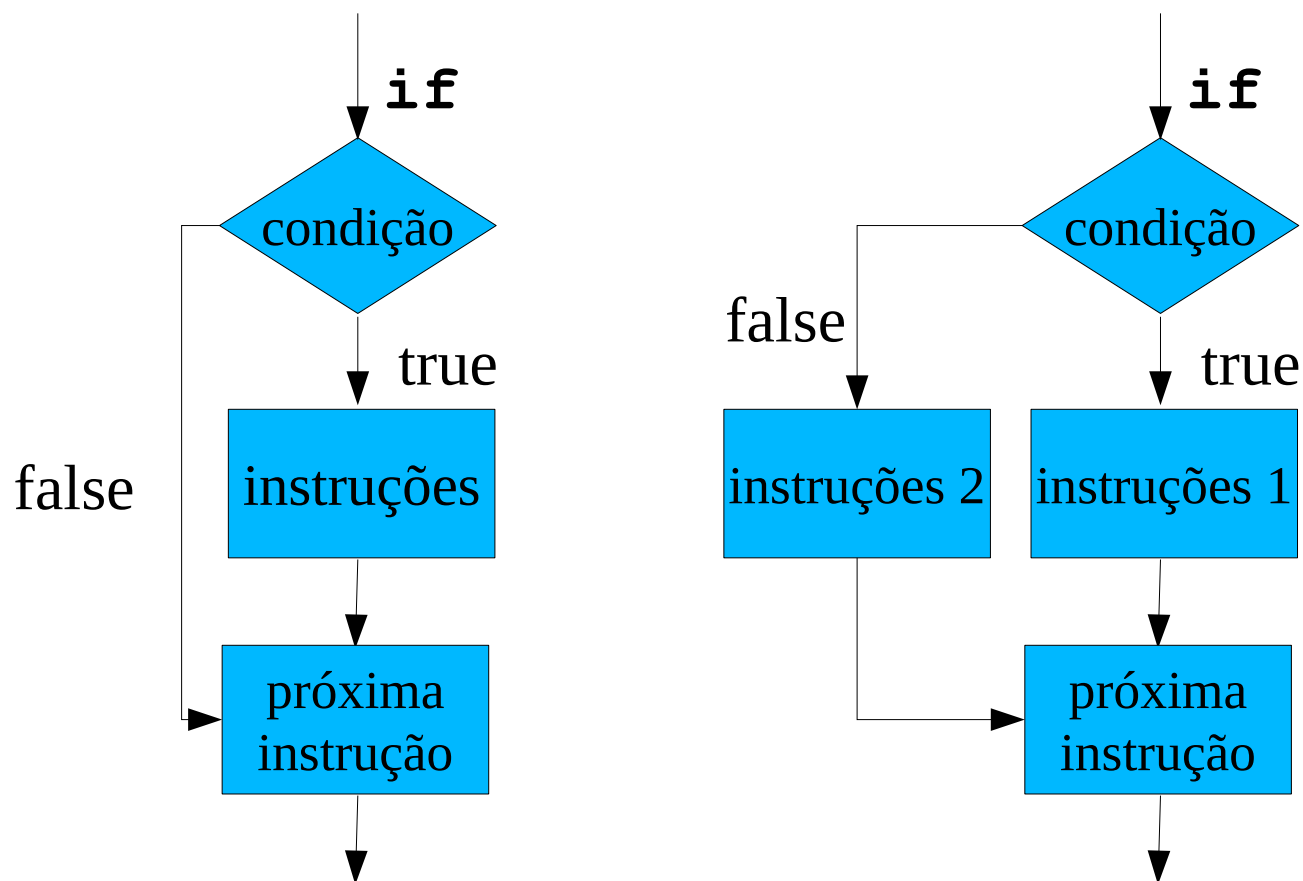 if
condição
true
instruções
false
próxima
instrução
if
condição
false
true
instruções 2
instruções 1
próxima
instrução